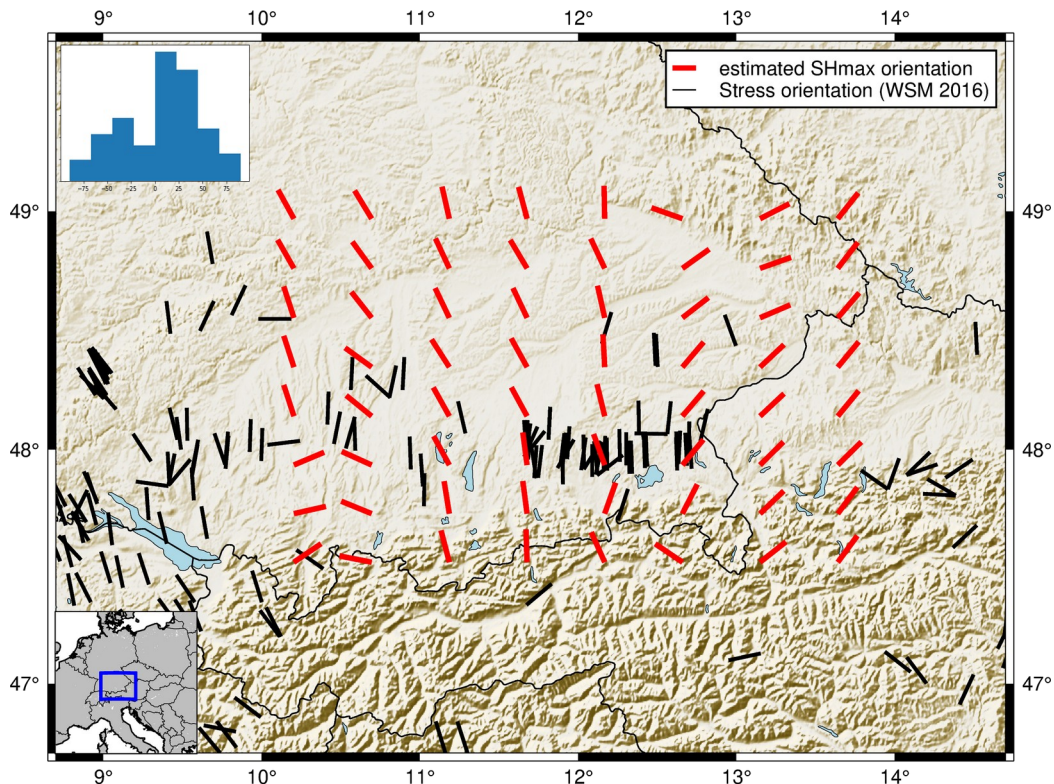 9° 10° 11° 12° 13° 14°
estimated SHmax orientation
Stress orientation (WSM 2016)
−75 −50 −25 0 25 50 75
49° 49°
48° 48°
47° 47°
9° 10° 11° 12° 13° 14°